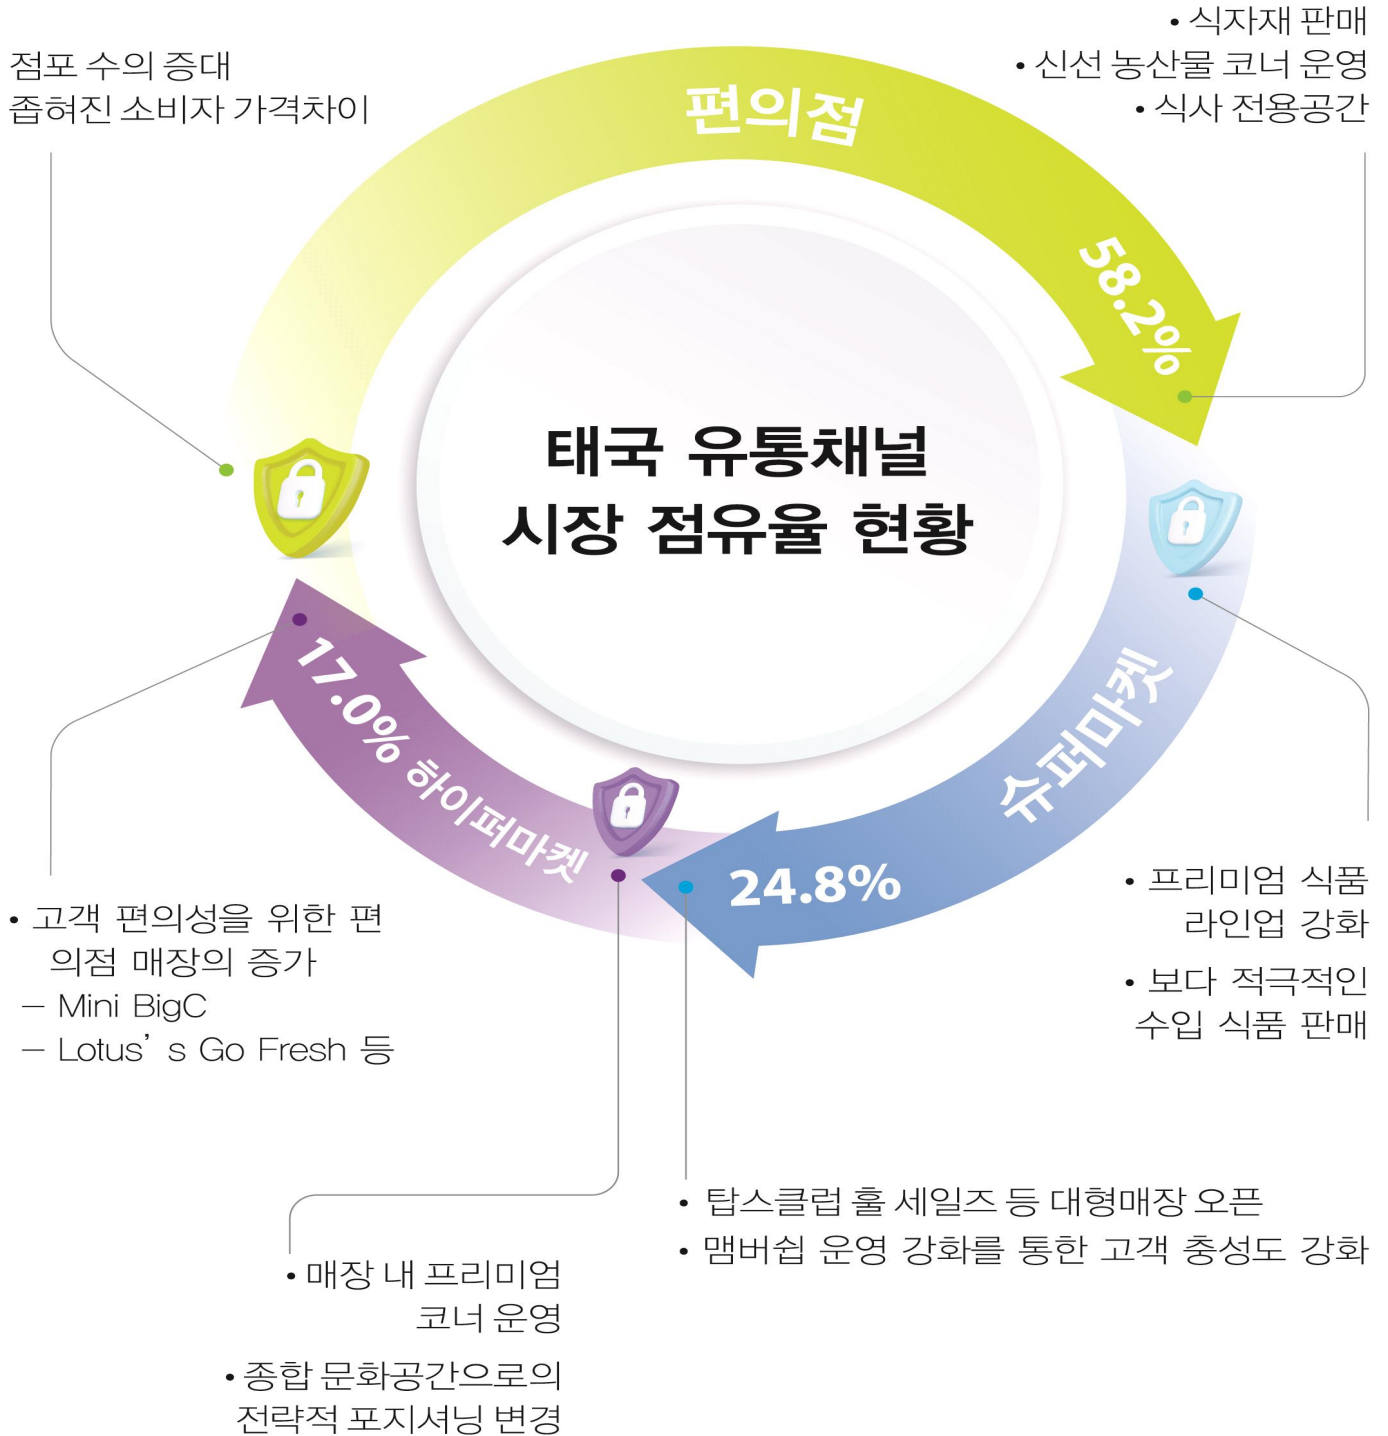 점포 수의 증대
좁혀진 소비자 가격차이
• 식자재 판매
• 신선 농산물 코너 운영
• 식사 전용공간
편의점
58.2%
태국 유통채널
시장 점유율 현황
슈퍼마켓
24.8%
17.0% 하이퍼마켓
• 고객 편의성을 위한 편
의점 매장의 증가
– Mini BigC
– Lotus’ s Go Fresh 등
• 프리미엄 식품
라인업 강화
• 보다 적극적인
수입 식품 판매
• 탑스클럽 홀 세일즈 등 대형매장 오픈
• 맴버쉽 운영 강화를 통한 고객 충성도 강화
• 매장 내 프리미엄
코너 운영
• 종합 문화공간으로의
전략적 포지셔닝 변경